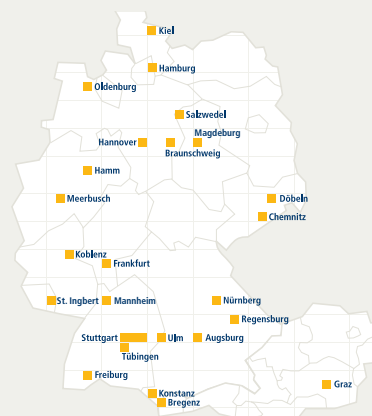 Kiel
Hamburg
Oldenburg
Salzwedel
Magdeburg
Hannover
Braunschweig
Hamm
Meerbusch
Döbeln
Chemnitz
Koblenz
Frankfurt
St. Ingbert
Mannheim
Nürnberg
Regensburg
Stuttgart
Ulm
Augsburg
Tübingen
Freiburg
Graz
Konstanz
Bregenz